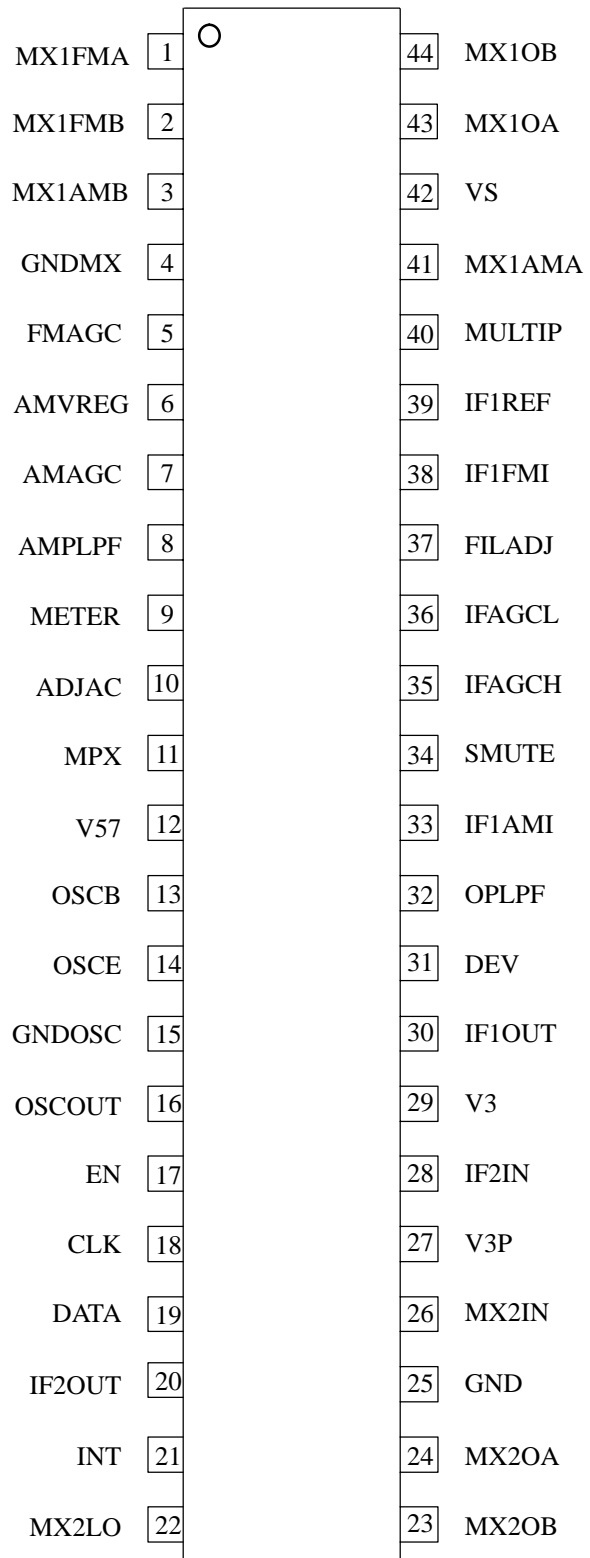 MX1FMA 1 44 MX1OB
MX1FMB 2 43 MX1OA
MX1AMB 3 42 VS
GNDMX 4 41 MX1AMA
FMAGC 5 40 MULTIP
AMVREG 6 39 IF1REF
AMAGC 7 38 IF1FMI
AMPLPF 8 37 FILADJ
METER 9 36 IFAGCL
ADJAC 10 35 IFAGCH
MPX 11 34 SMUTE
V57 12 33 IF1AMI
OSCB 13 32 OPLPF
OSCE 14 31 DEV
GNDOSC 15 30 IF1OUT
OSCOUT 16 29 V3
EN 17 28 IF2IN
CLK 18 27 V3P
DATA 19 26 MX2IN
IF2OUT 20 25 GND
INT 21 24 MX2OA
MX2LO 22 23 MX2OB